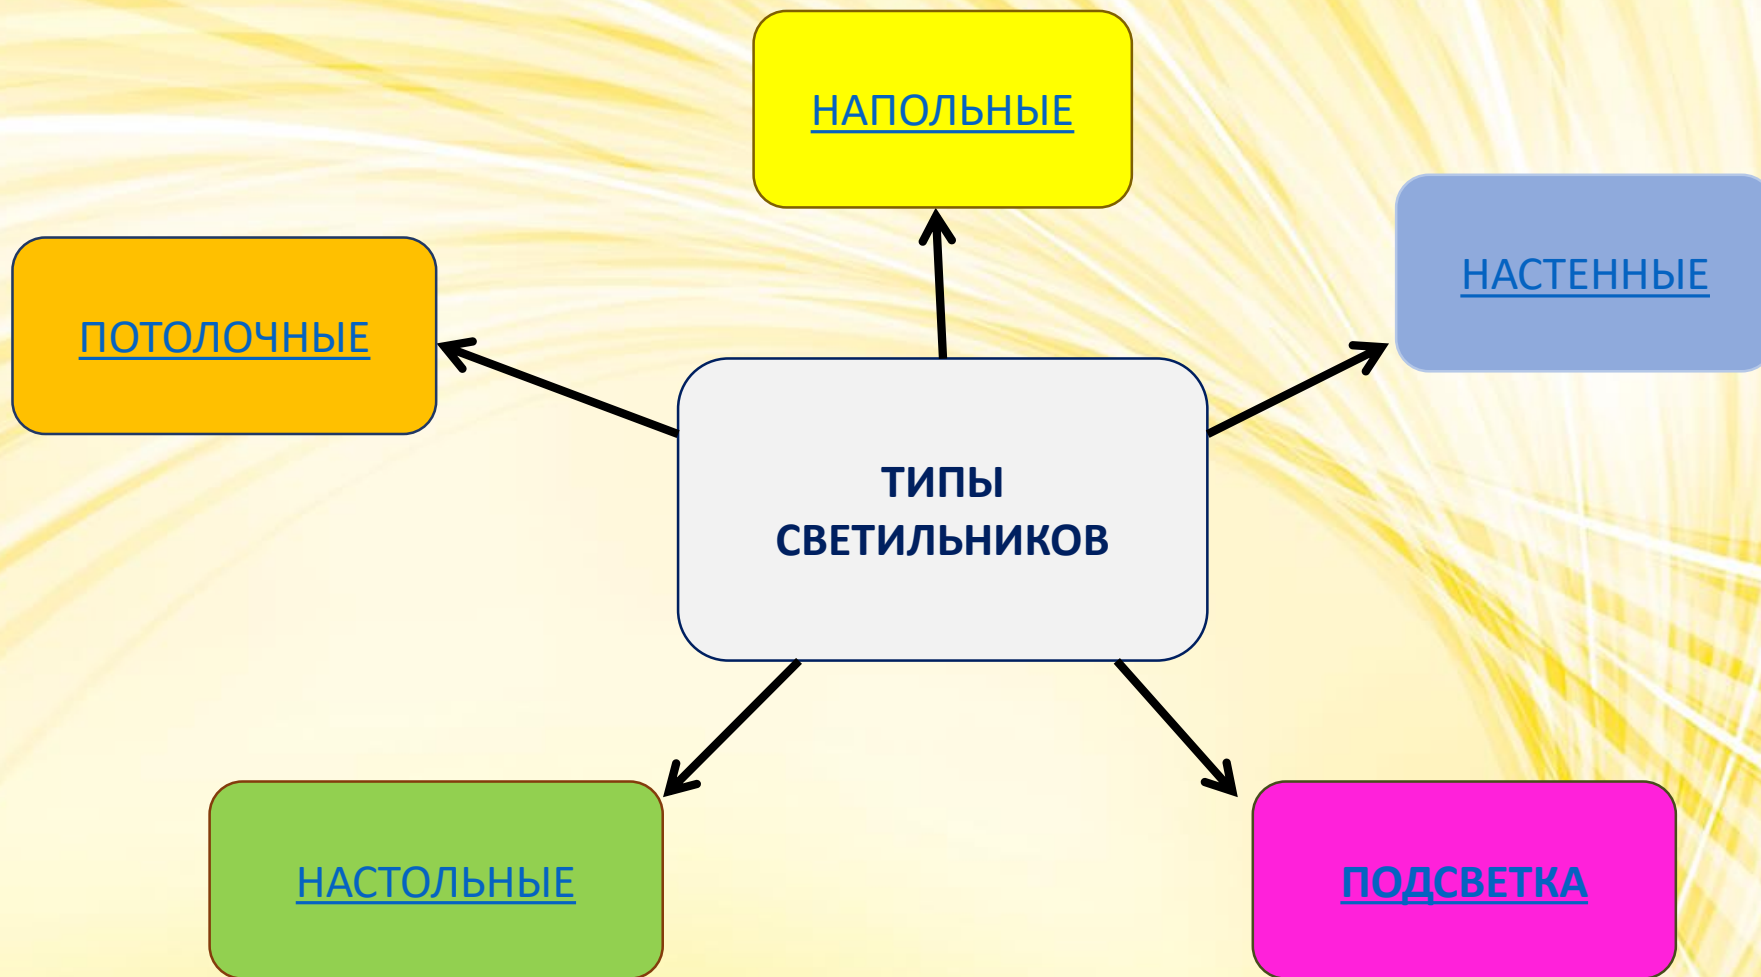 НАПОЛЬНЫЕ
НАСТЕННЫЕ
ПОТОЛОЧНЫЕ
ТИПЫ
СВЕТИЛЬНИКОВ
НАСТОЛЬНЫЕ
ПОДСВЕТКА